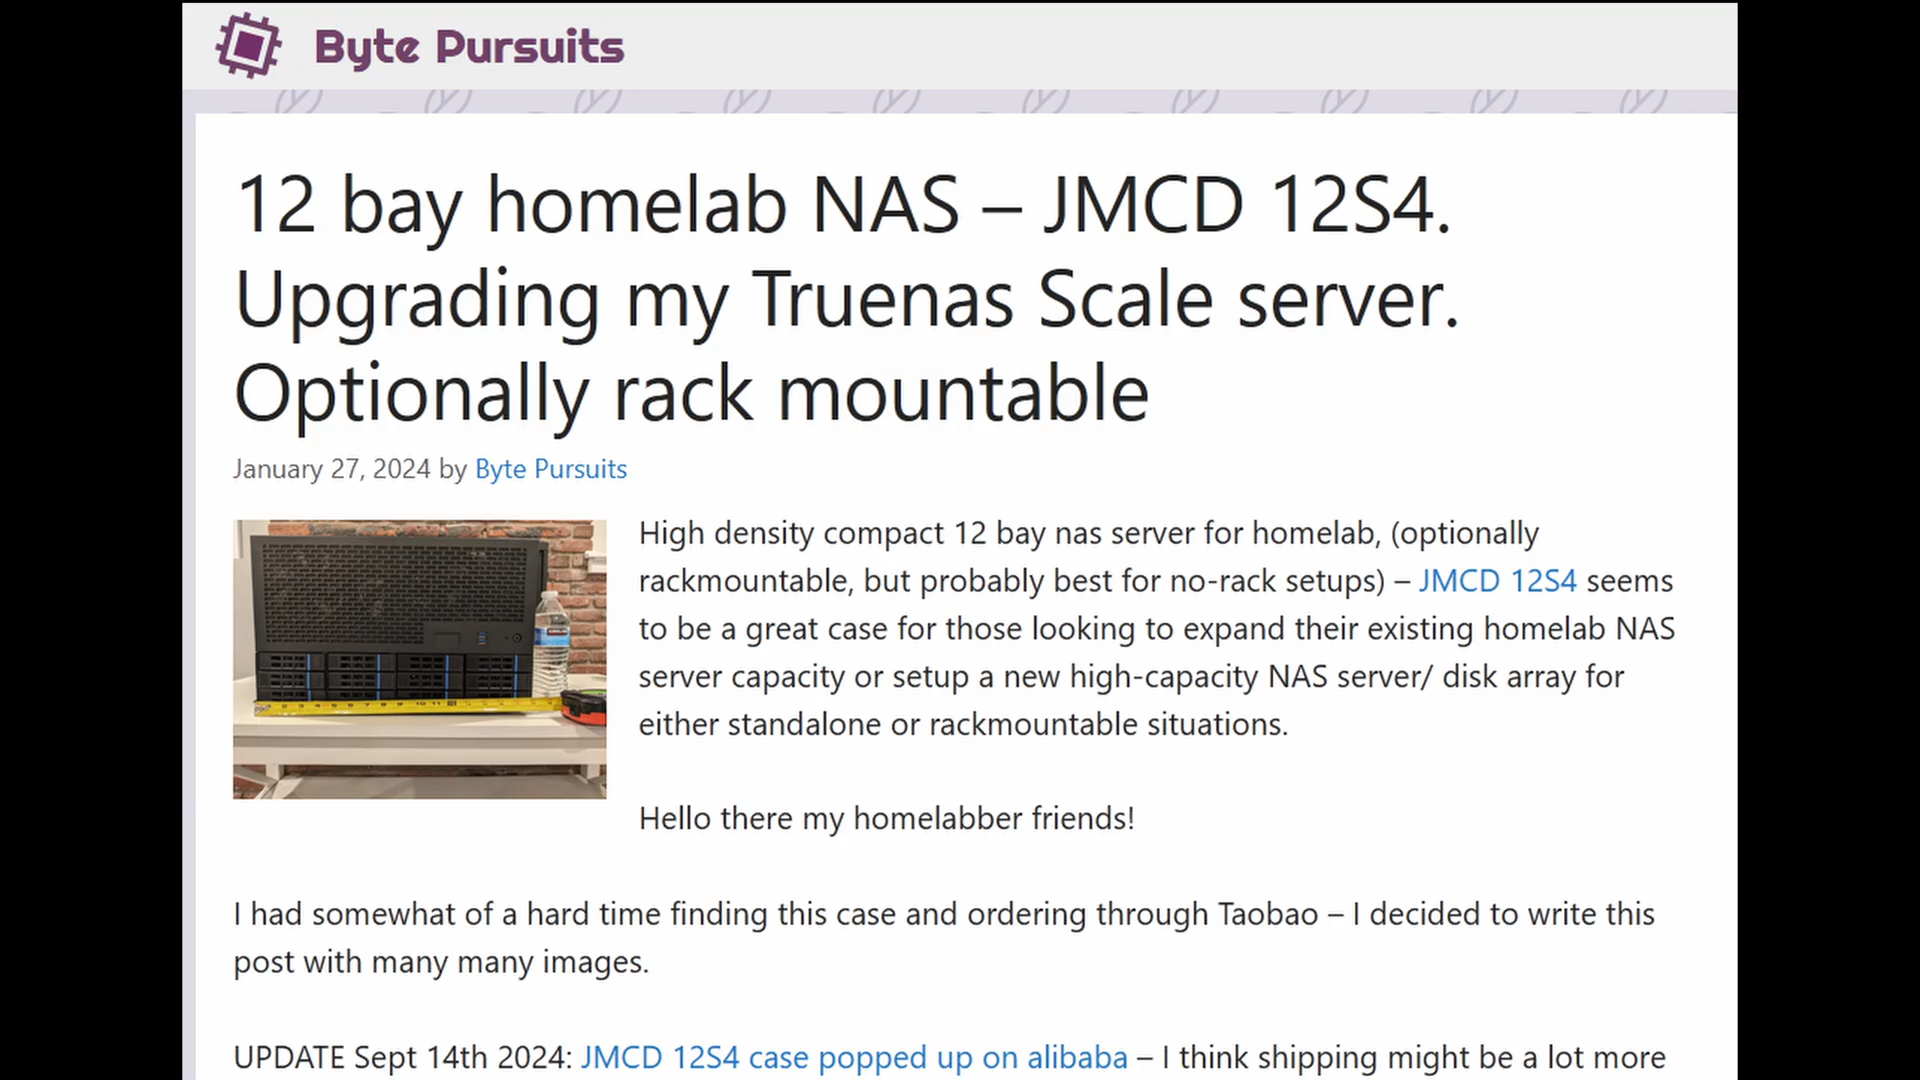 Byte Pursuits
12 bay homelab NAS – JMCD 12S4.
Upgrading my Truenas Scale server.
Optionally rack mountable
January 27, 2024 by Byte Pursuits
High density compact 12 bay nas server for homelab, (optionally
rackmountable, but probably best for no-rack setups) – JMCD 12S4 seems
to be a great case for those looking to expand their existing homelab NAS
server capacity or setup a new high-capacity NAS server/ disk array for
either standalone or rackmountable situations.
Hello there my homelabber friends!
I had somewhat of a hard time finding this case and ordering through Taobao – I decided to write this
post with many many images.
UPDATE Sept 14th 2024: JMCD 12S4 case popped up on alibaba – I think shipping might be a lot more